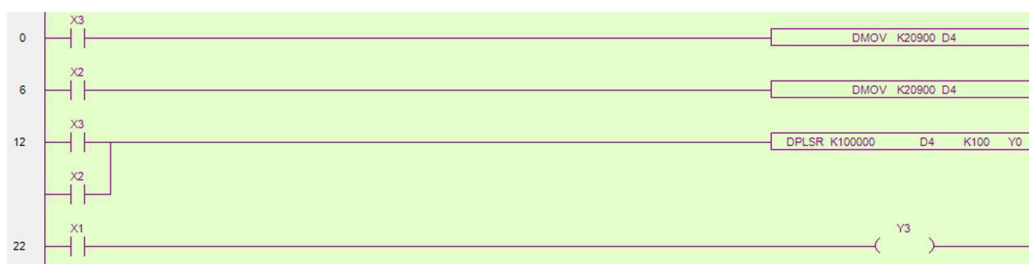 X3
0 DMOV K20900 D4
X2
6 DMOV K20900 D4
X3
12 DPLSR K100000 D4 K100 Y0
X2
X1 Y3
22